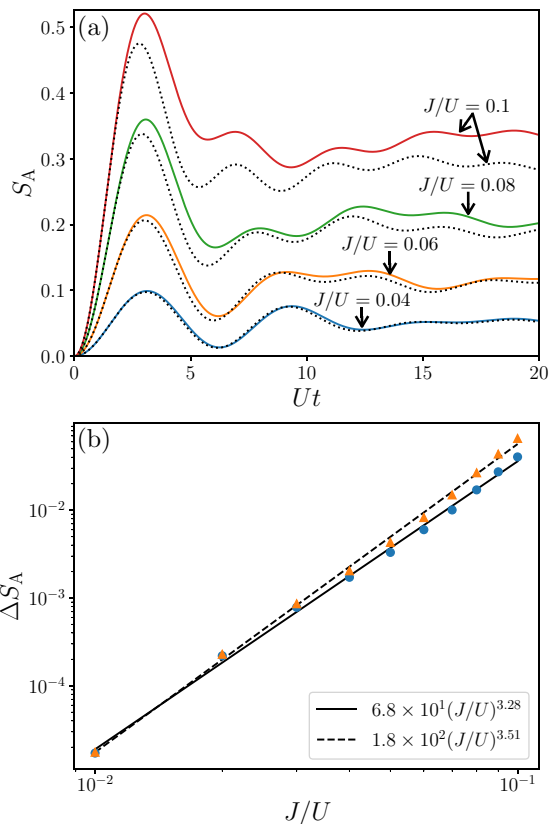 (a)
0.5
0.4
0.3
0.2
0.1
0.0
S_A
J/U = 0.1
J/U = 0.08
J/U = 0.06
J/U = 0.04
0 5 10 15 20
Ut
(b)
10^{-2}
10^{-3}
10^{-4}
ΔS_A
6.8 × 10^1(J/U)^{3.28}
1.8 × 10^2(J/U)^{3.51}
10^{-2} 10^{-1}
J/U